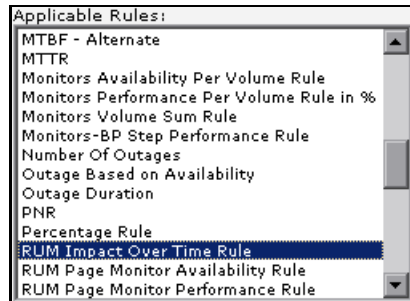 Applicable Rules:
MTBF - Alternate
MTTR
Monitors Availability Per Volume Rule
Monitors Performance Per Volume Rule in %
Monitors Volume Sum Rule
Monitors-BP Step Performance Rule
Number Of Outages
Outage Based on Availability
Outage Duration
PNR
Percentage Rule
RUM Impact Over Time Rule
RUM Page Monitor Availability Rule
RUM Page Monitor Performance Rule